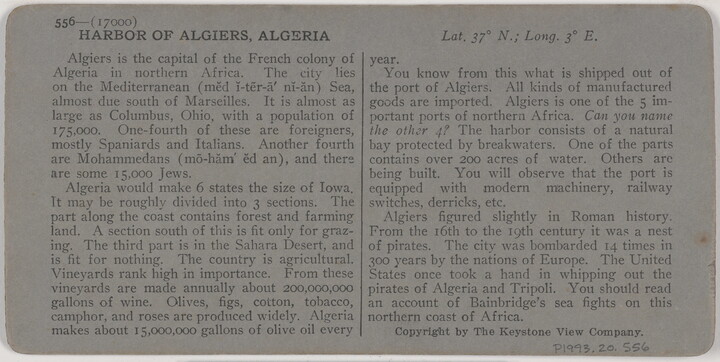 556—(17000)
HARBOR OF ALGIERS, ALGERIA
Lat. 37° N.; Long. 3° E.
Algiers is the capital of the French colony of
Algeria in northern Africa. The city lies
on the Mediterranean (mĕd ĭ-tĕr-ā′ nĭ-ăn) Sea,
almost due south of Marseilles. It is almost as
large as Columbus, Ohio, with a population of
175,000. One-fourth of these are foreigners,
mostly Spaniards and Italians. Another fourth
are Mohammedans (mō-hăm′ ĕd an), and there
are some 15,000 Jews.
Algeria would make 6 states the size of Iowa.
It may be roughly divided into 3 sections. The
part along the coast contains forest and farming
land. A section south of this is fit only for graz-
ing. The third part is in the Sahara Desert, and
is fit for nothing. The country is agricultural.
Vineyards rank high in importance. From these
vineyards are made annually about 200,000,000
gallons of wine. Olives, figs, cotton, tobacco,
camphor, and roses are produced widely. Algeria
makes about 15,000,000 gallons of olive oil every
year.
You know from this what is shipped out of
the port of Algiers. All kinds of manufactured
goods are imported. Algiers is one of the 5 im-
portant ports of northern Africa. Can you name
the other 4? The harbor consists of a natural
bay protected by breakwaters. One of the parts
contains over 200 acres of water. Others are
being built. You will observe that the port is
equipped with modern machinery, railway
switches, derricks, etc.
Algiers figured slightly in Roman history.
From the 16th to the 19th century it was a nest
of pirates. The city was bombarded 14 times in
300 years by the nations of Europe. The United
States once took a hand in whipping out the
pirates of Algeria and Tripoli. You should read
an account of Bainbridge's sea fights on this
northern coast of Africa.
Copyright by The Keystone View Company.
P1993.20.556